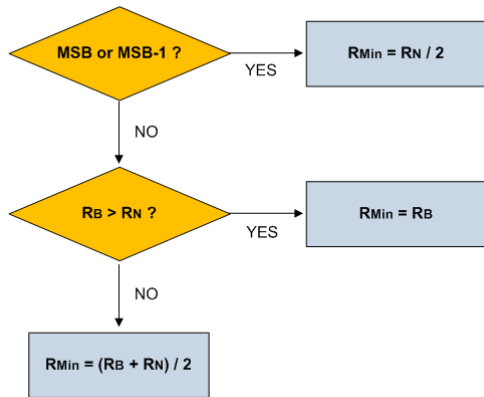 MSB or MSB-1 ?
YES
RMin = RN / 2
NO
RB > RN ?
YES
RMin = RB
NO
RMin = (RB + RN) / 2